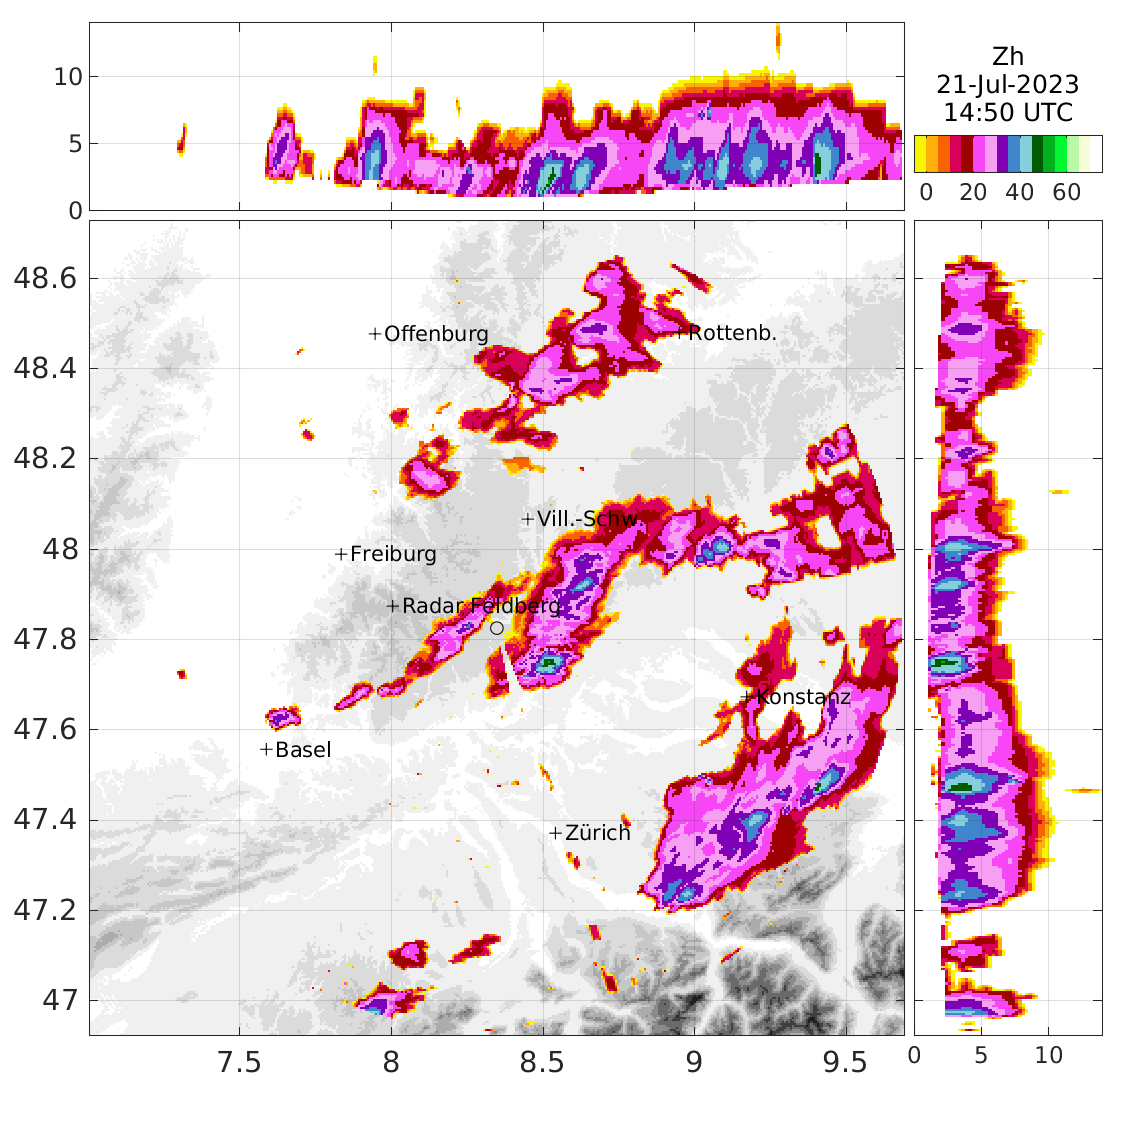 10
5
0
Zh
21-Jul-2023
14:50 UTC
0 20 40 60
48.6
48.4
48.2
48
47.8
47.6
47.4
47.2
47
+Offenburg
+Rottenb.
+Vill.-Schw.
+Freiburg
+Radar Feldberg
+Konstanz
+Basel
+Zürich
7.5 8 8.5 9 9.5
0 5 10